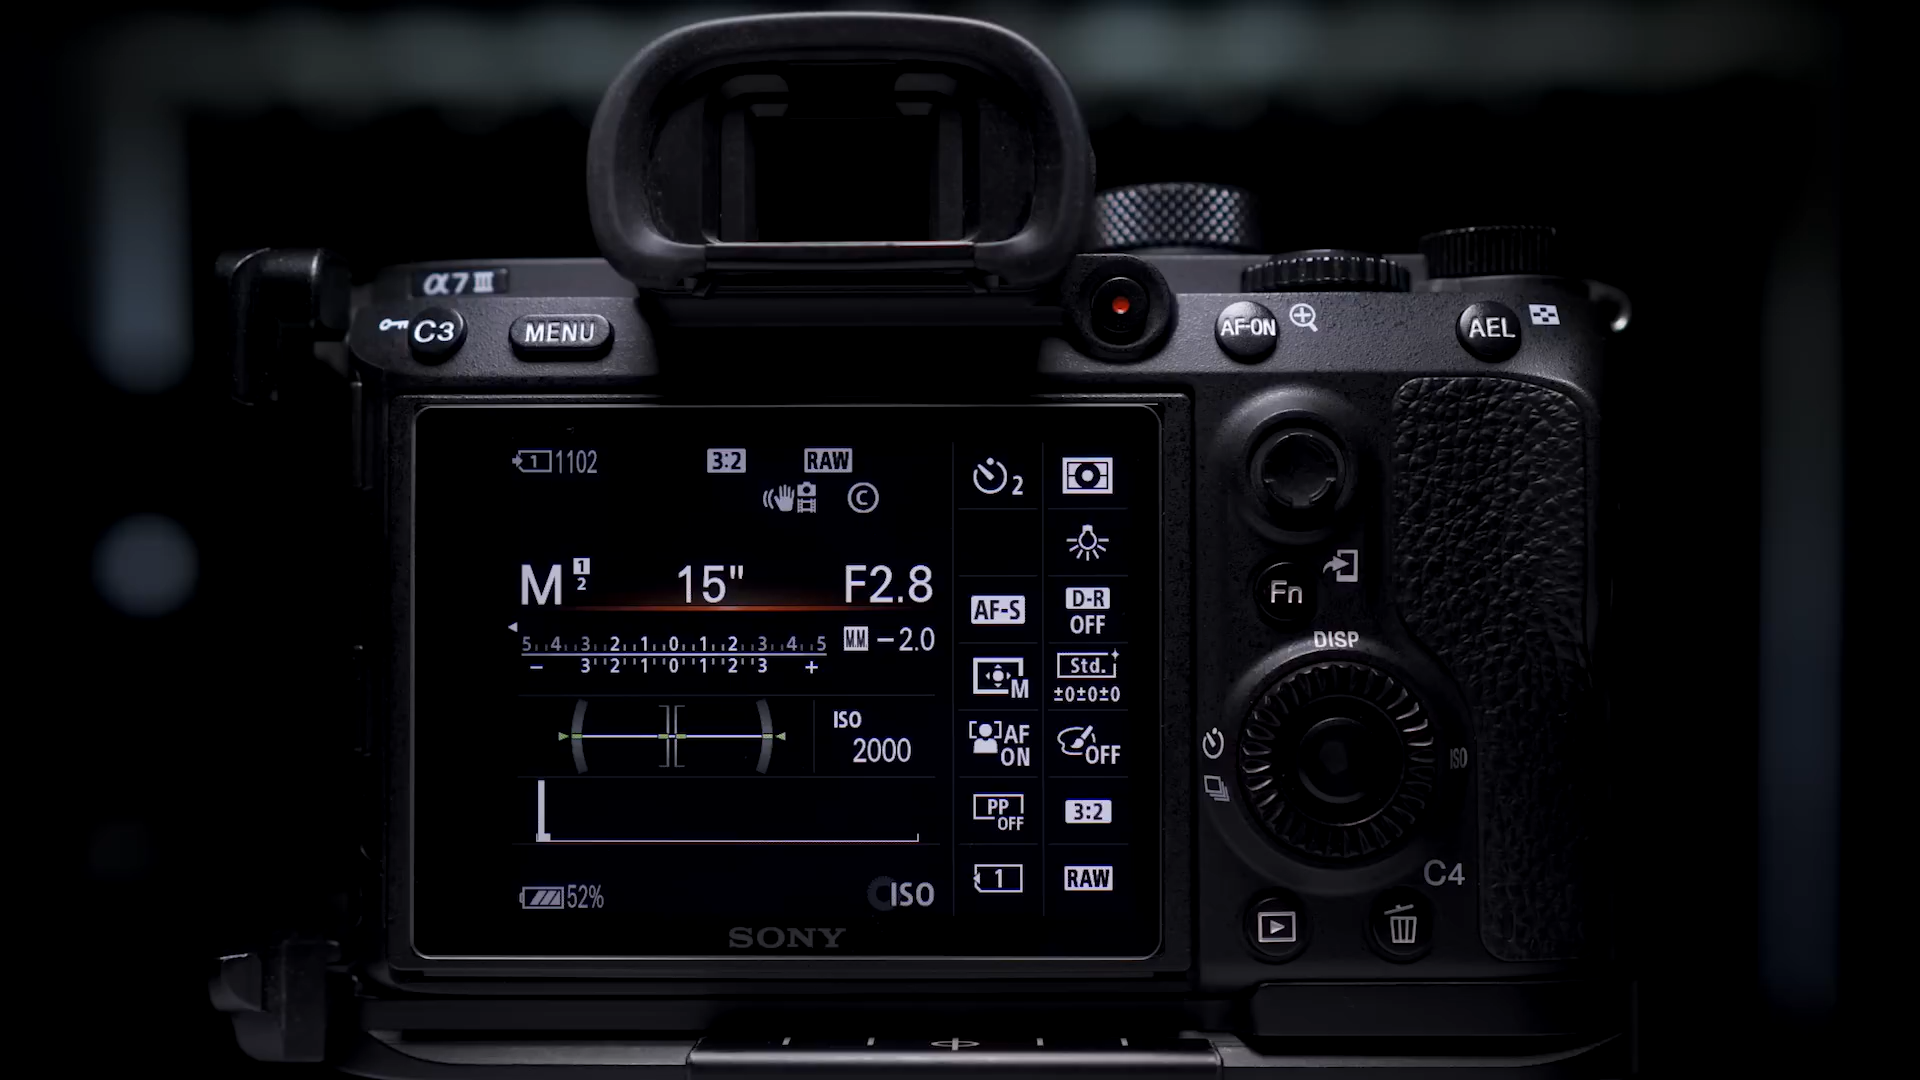 α7III
C3
MENU
AF-ON
AEL
1 1102
3:2
RAW
C
2
M 1 2
15"
F2.8
5 4 3 2 1 0 1 2 3 4 5
M.M. -2.0
- 3 2 1 0 1 2 3 +
ISO
2000
52%
ISO
AF-S
D-R
OFF
M
Std.
±0±0±0
AF
ON
OFF
PP
OFF
3:2
1
RAW
SONY
Fn
DISP
ISO
C4